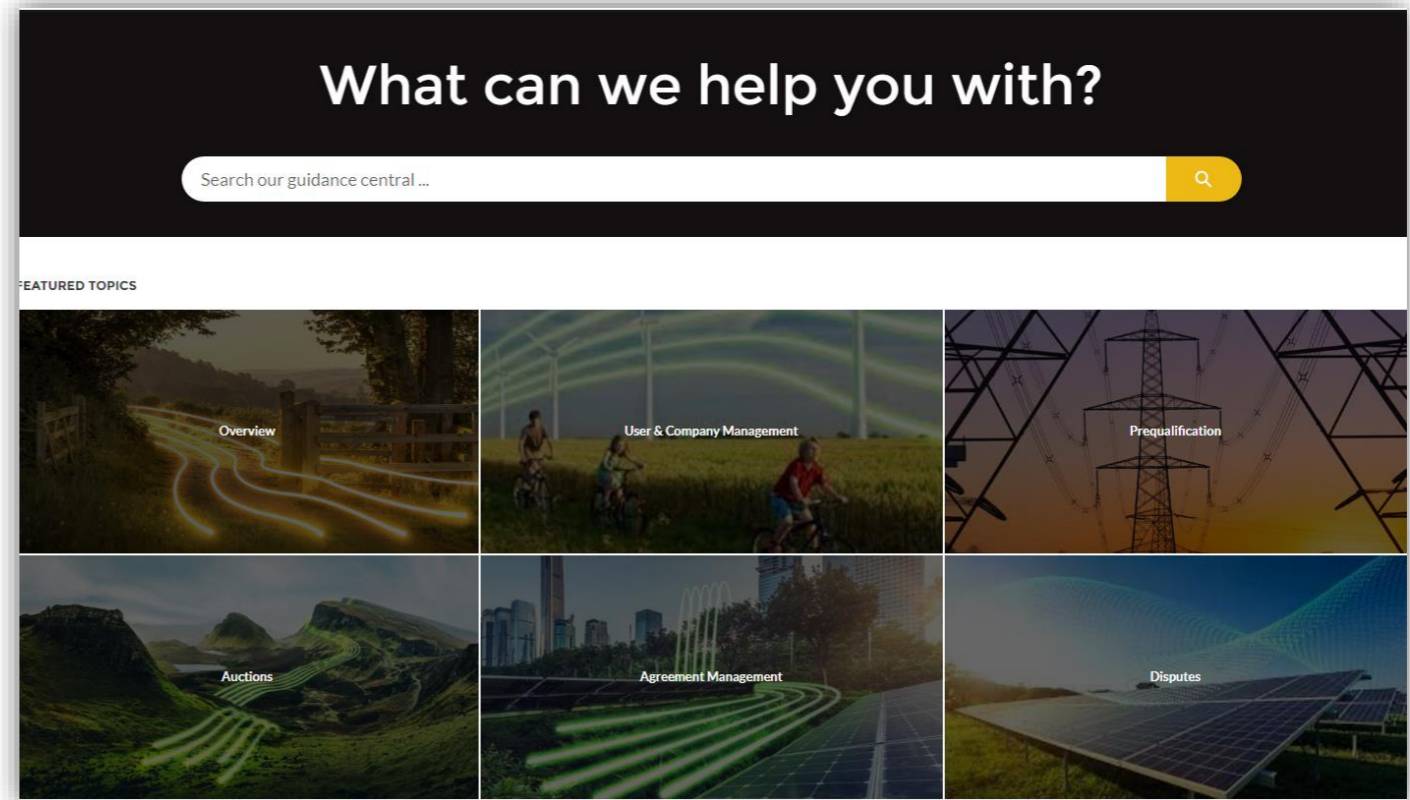 What can we help you with?
Search our guidance central ...
FEATURED TOPICS
Overview
User & Company Management
Prequalification
Auctions
Agreement Management
Disputes